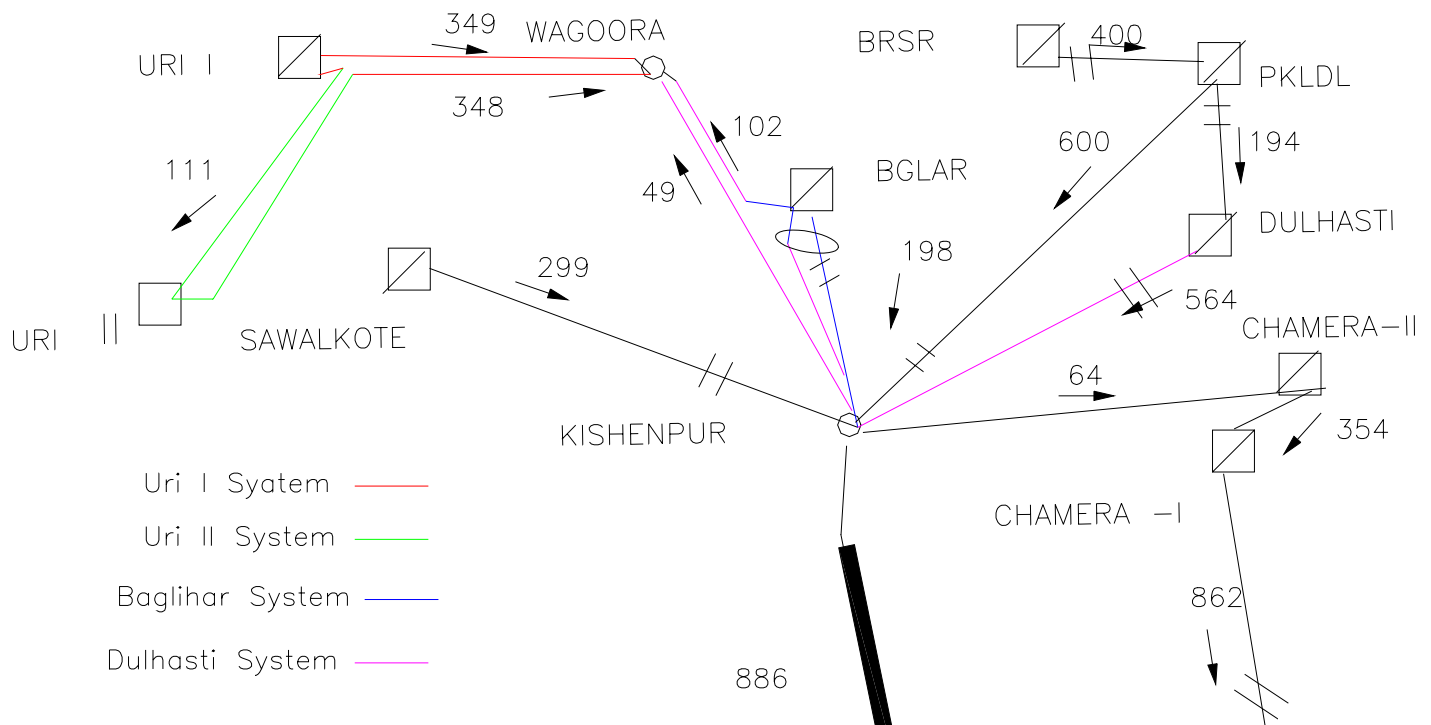 349
WAGOORA
BRSR
400
URI I
PKLDL
348
102
194
600
111
BGLAR
49
DULHASTI
198
299
564
URI II
SAWALKOTE
CHAMERA-II
64
KISHENPUR
354
Uri I Syatem
CHAMERA -I
Uri II System
Baglihar System
862
Dulhasti System
886